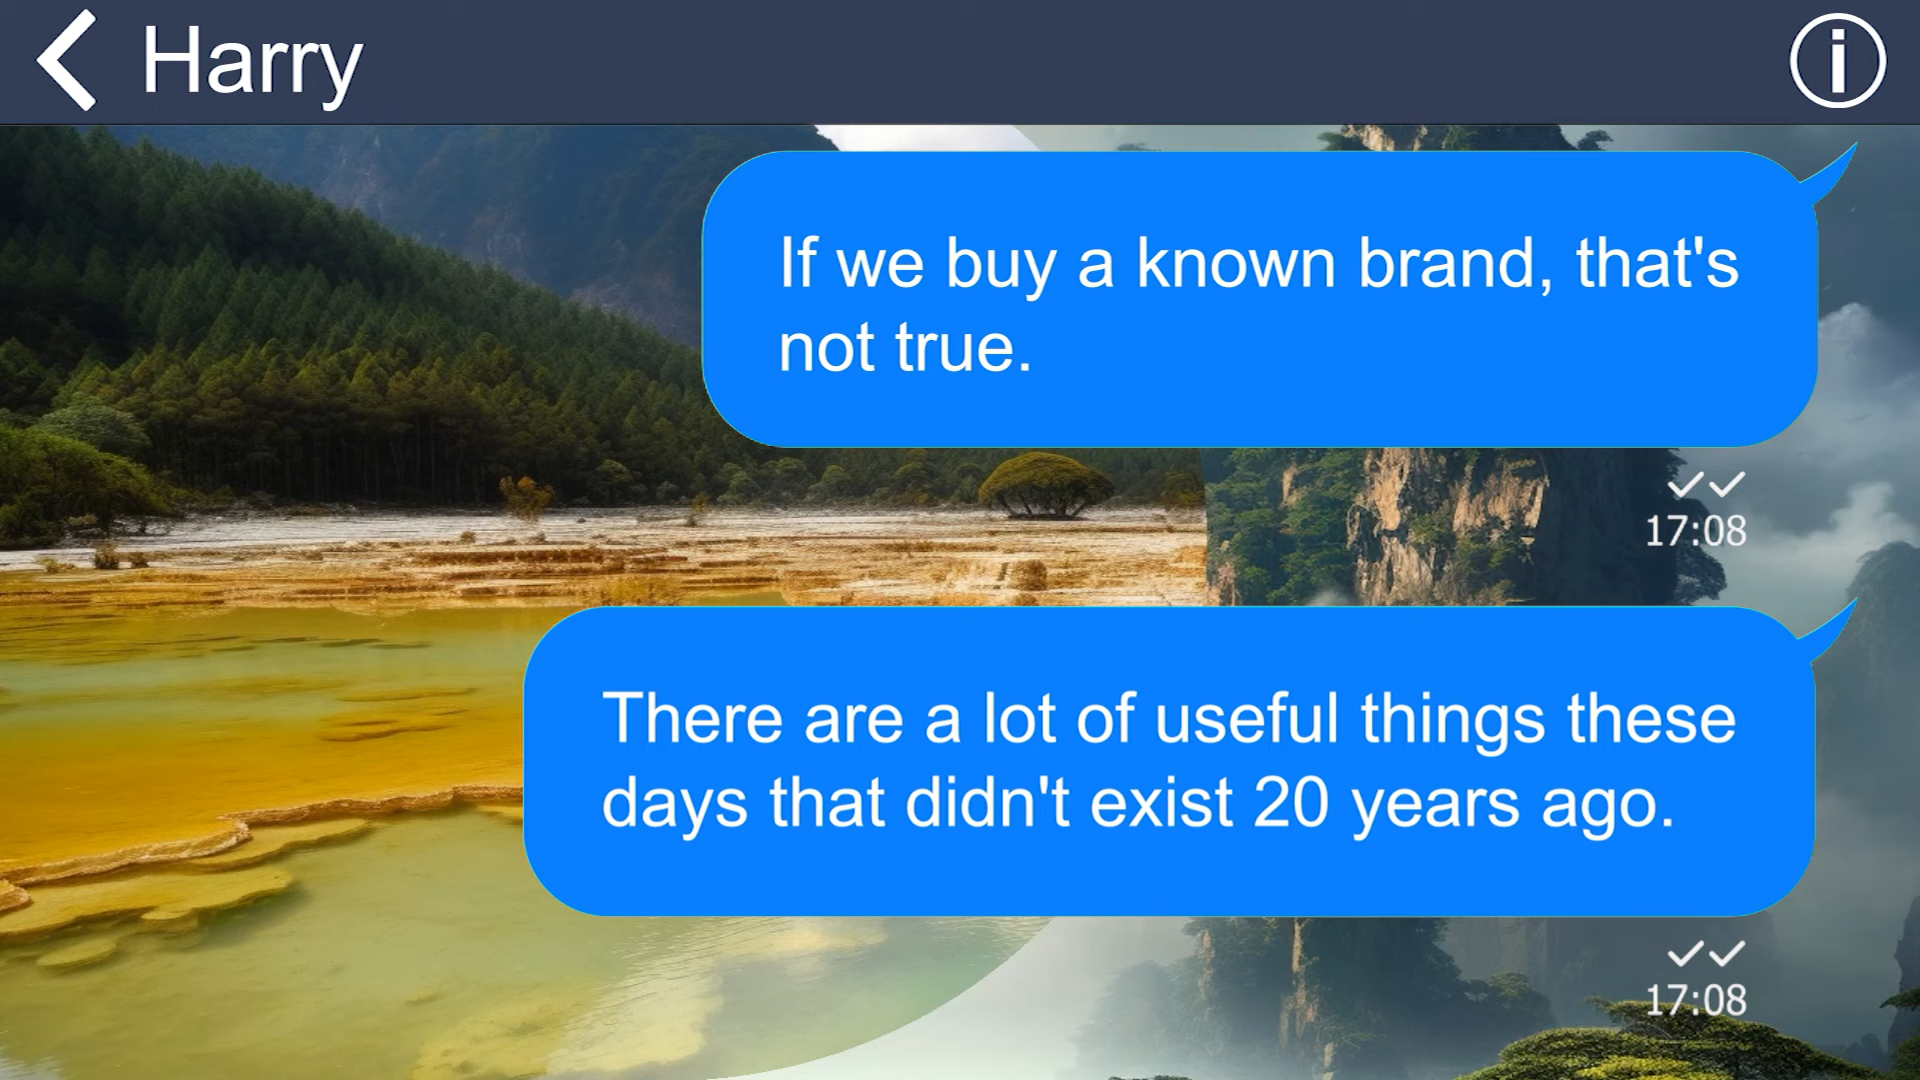 Harry
If we buy a known brand, that's
not true.
17:08
There are a lot of useful things these
days that didn't exist 20 years ago.
17:08